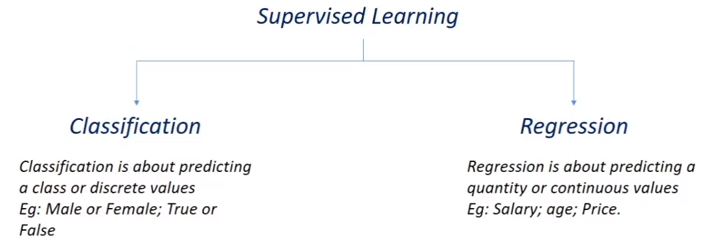 Supervised Learning
Classification
Classification is about predicting
a class or discrete values
Eg: Male or Female; True or
False
Regression
Regression is about predicting a
quantity or continuous values
Eg: Salary; age; Price.